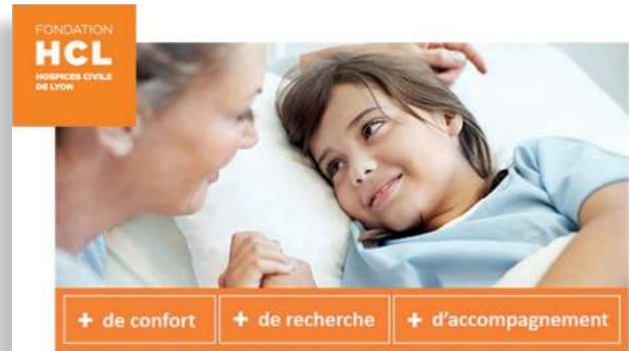 FONDATION
HCL
HOSPICES CIVILS
DE LYON
+ de confort
+ de recherche
+ d'accompagnement